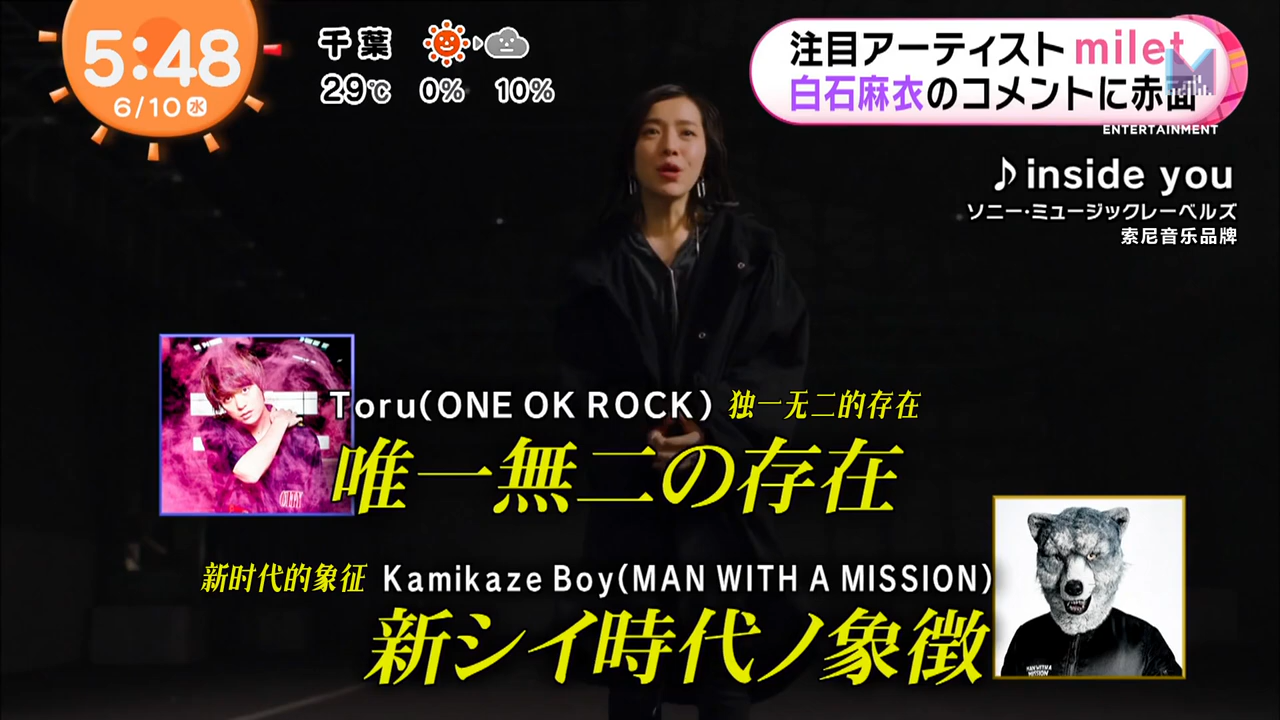 5:48
6/10 水
千葉
29℃ 0% 10%
注目アーティスト milet
白石麻衣のコメントに赤面
ENTERTAINMENT
♪inside you
ソニー・ミュージックレーベルズ
索尼音乐品牌
Toru(ONE OK ROCK) 独一无二的存在
唯一無二の存在
新时代的象征 Kamikaze Boy(MAN WITH A MISSION)
新シイ時代ノ象徴
MAN WITH A
MISSION